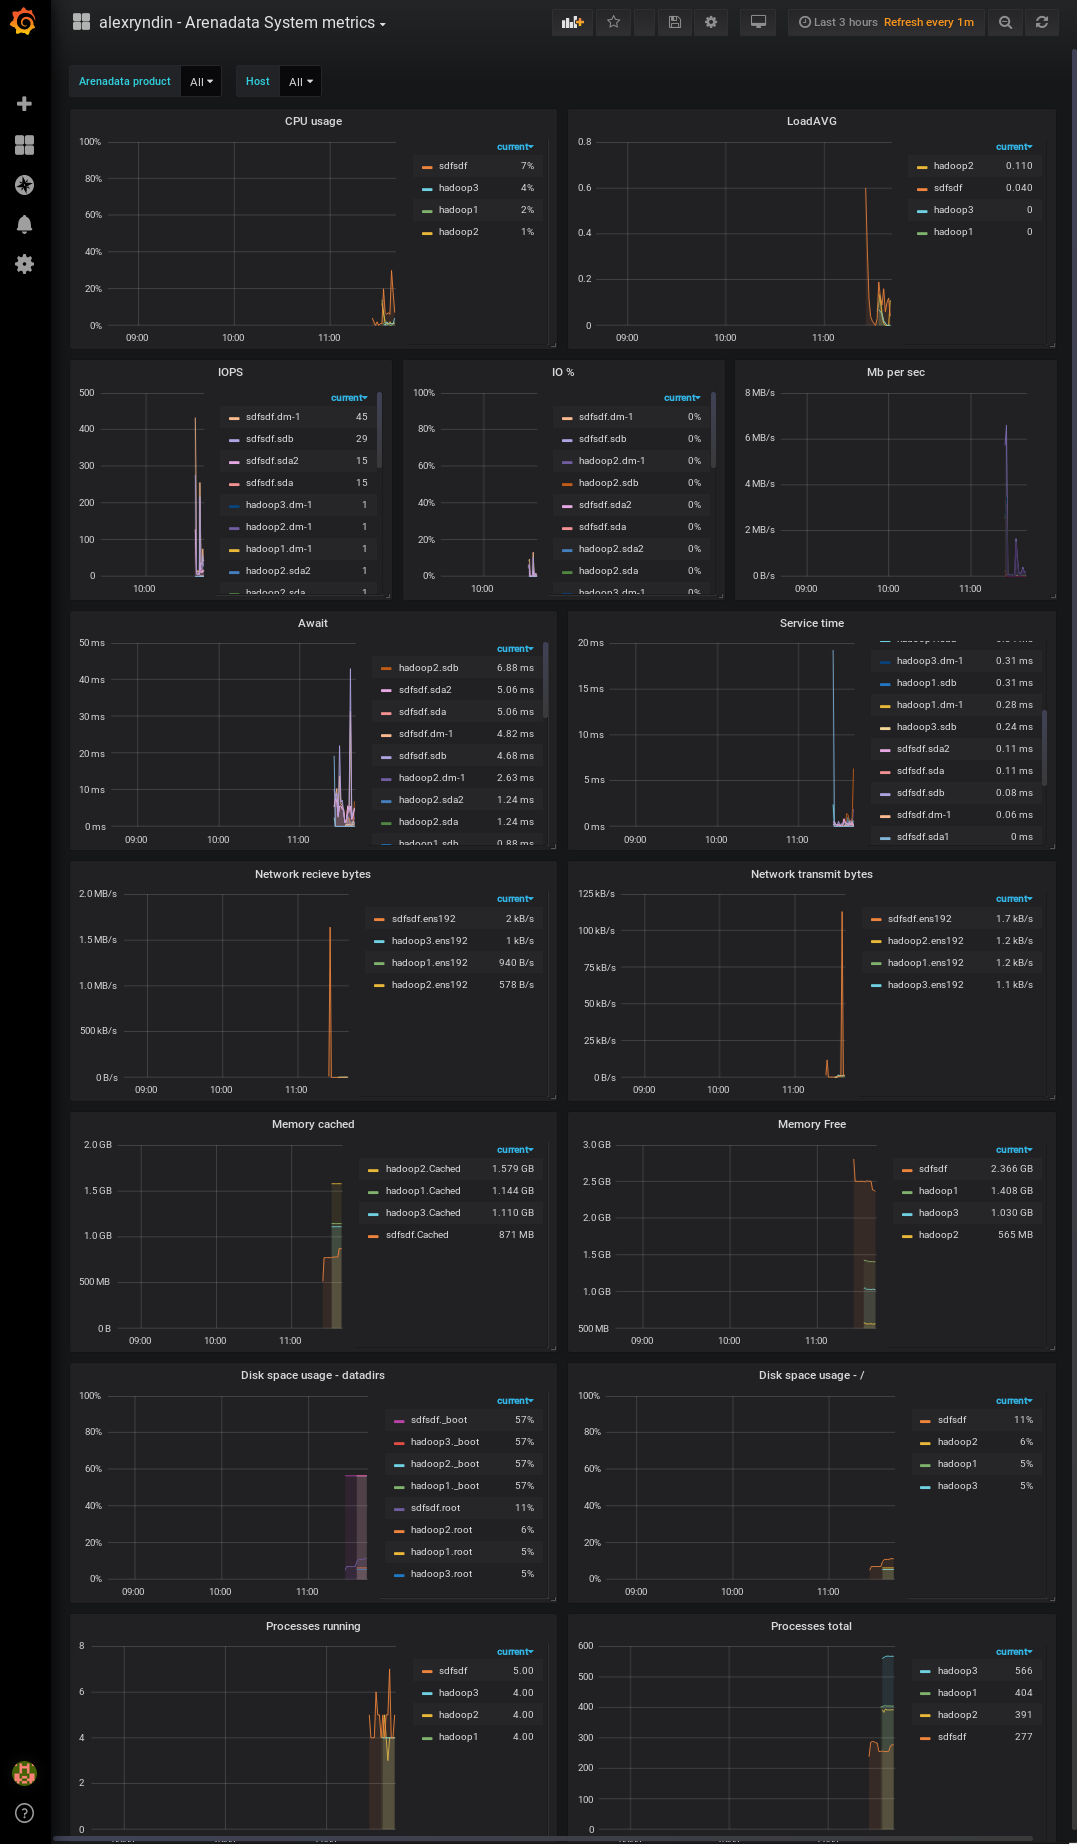 alexryndin - Arenadata System metrics
Last 3 hours Refresh every 1m
Arenadata product All Host All
CPU usage
100%
80%
60%
40%
20%
0%
09:00 10:00 11:00
current
sdfsdf 7%
hadoop3 4%
hadoop1 2%
hadoop2 1%
LoadAVG
0.8
0.6
0.4
0.2
0
09:00 10:00 11:00
current
hadoop2 0.110
sdfsdf 0.040
hadoop3 0
hadoop1 0
IOPS
500
400
300
200
100
0
10:00
current
sdfsdf.dm-1 45
sdfsdf.sdb 29
sdfsdf.sda2 15
sdfsdf.sda 15
hadoop3.dm-1 1
hadoop2.dm-1 1
hadoop1.dm-1 1
hadoop2.sda2 1
hadoop2.sda 1
IO %
100%
80%
60%
40%
20%
0%
10:00
current
sdfsdf.dm-1 0%
sdfsdf.sdb 0%
hadoop2.dm-1 0%
hadoop2.sdb 0%
sdfsdf.sda2 0%
sdfsdf.sda 0%
hadoop2.sda2 0%
hadoop2.sda 0%
hadoop3.dm-1 0%
Mb per sec
8 MB/s
6 MB/s
4 MB/s
2 MB/s
0 B/s
09:00 10:00 11:00
Await
50 ms
40 ms
30 ms
20 ms
10 ms
0 ms
09:00 10:00 11:00
current
hadoop2.sdb 6.88 ms
sdfsdf.sda2 5.06 ms
sdfsdf.sda 5.06 ms
sdfsdf.dm-1 4.82 ms
sdfsdf.sdb 4.68 ms
hadoop2.dm-1 2.63 ms
hadoop2.sda2 1.24 ms
hadoop2.sda 1.24 ms
hadoop1.sdb 0.88 ms
Service time
20 ms
15 ms
10 ms
5 ms
0 ms
09:00 10:00 11:00
hadoop3.dm-1 0.31 ms
hadoop1.sdb 0.31 ms
hadoop1.dm-1 0.28 ms
hadoop3.sdb 0.24 ms
sdfsdf.sda2 0.11 ms
sdfsdf.sda 0.11 ms
sdfsdf.sdb 0.08 ms
sdfsdf.dm-1 0.06 ms
sdfsdf.sda1 0 ms
Network recieve bytes
2.0 MB/s
1.5 MB/s
1.0 MB/s
500 kB/s
0 B/s
09:00 10:00 11:00
current
sdfsdf.ens192 2 kB/s
hadoop3.ens192 1 kB/s
hadoop1.ens192 940 B/s
hadoop2.ens192 578 B/s
Network transmit bytes
125 kB/s
100 kB/s
75 kB/s
50 kB/s
25 kB/s
0 B/s
09:00 10:00 11:00
current
sdfsdf.ens192 1.7 kB/s
hadoop2.ens192 1.2 kB/s
hadoop1.ens192 1.2 kB/s
hadoop3.ens192 1.1 kB/s
Memory cached
2.0 GB
1.5 GB
1.0 GB
500 MB
0 B
09:00 10:00 11:00
current
hadoop2.Cached 1.579 GB
hadoop1.Cached 1.144 GB
hadoop3.Cached 1.110 GB
sdfsdf.Cached 871 MB
Memory Free
3.0 GB
2.5 GB
2.0 GB
1.5 GB
1.0 GB
500 MB
09:00 10:00 11:00
current
sdfsdf 2.366 GB
hadoop1 1.408 GB
hadoop3 1.030 GB
hadoop2 565 MB
Disk space usage - datadirs
100%
80%
60%
40%
20%
0%
09:00 10:00 11:00
current
sdfsdf._boot 57%
hadoop3._boot 57%
hadoop2._boot 57%
hadoop1._boot 57%
sdfsdf.root 11%
hadoop2.root 6%
hadoop1.root 5%
hadoop3.root 5%
Disk space usage - /
100%
80%
60%
40%
20%
0%
09:00 10:00 11:00
current
sdfsdf 11%
hadoop2 6%
hadoop1 5%
hadoop3 5%
Processes running
8
6
4
2
0
current
sdfsdf 5.00
hadoop3 4.00
hadoop2 4.00
hadoop1 4.00
Processes total
600
500
400
300
200
100
0
current
hadoop3 566
hadoop1 404
hadoop2 391
sdfsdf 277